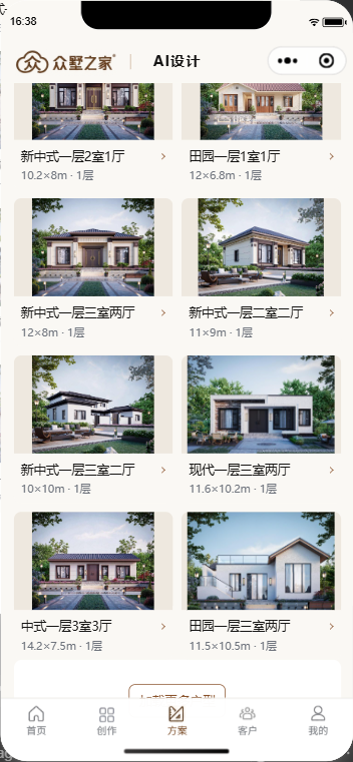 16:38
众墅之家
AI设计
新中式一层2室1厅
10.2×8m · 1层
田园一层1室1厅
12×6.8m · 1层
新中式一层三室两厅
12×8m · 1层
新中式一层二室二厅
11×9m · 1层
新中式一层三室二厅
10×10m · 1层
现代一层三室两厅
11.6×10.2m · 1层
中式一层3室3厅
14.2×7.5m · 1层
田园一层三室两厅
11.5×10.5m · 1层
首页
创作
方案
客户
我的